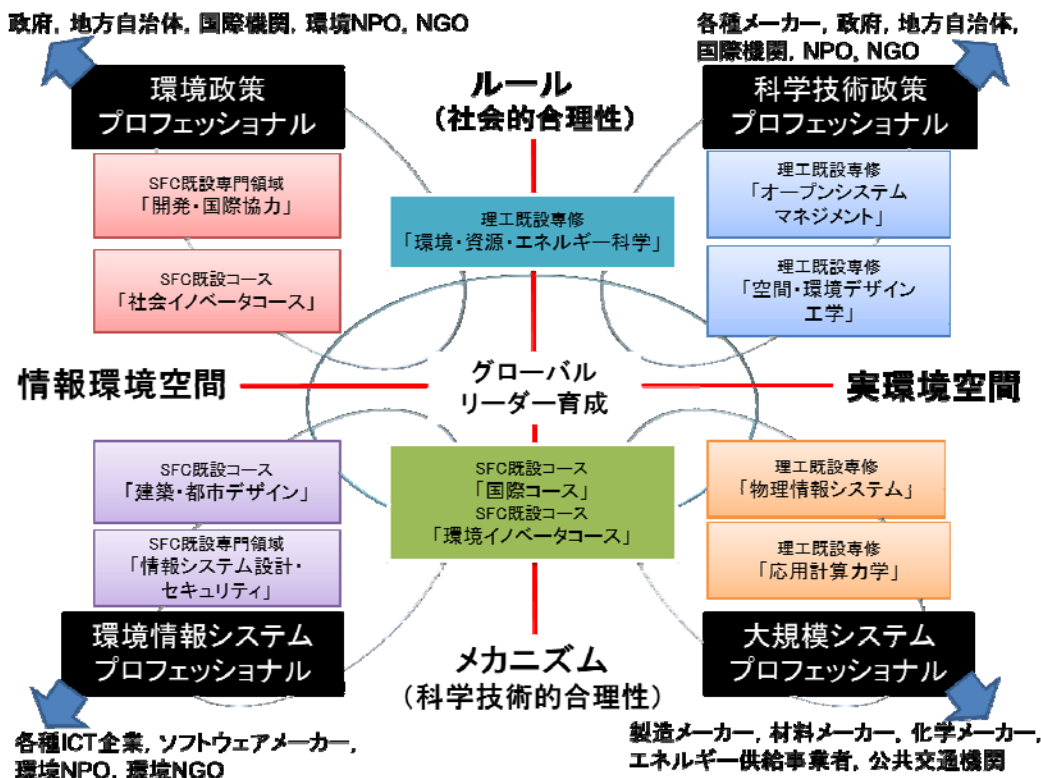 政府, 地方自治体, 国際機関, 環境NPO, NGO
各種メーカー, 政府, 地方自治体,
国際機関, NPO, NGO
環境政策
プロフェッショナル
ルール
(社会的合理性)
科学技術政策
プロフェッショナル
SFC既設専門領域
「開発・国際協力」
SFC既設コース
「社会イノベータコース」
理工既設専修
「環境・資源・エネルギー科学」
理工既設専修
「オープンシステム
マネジメント」
理工既設専修
「空間・環境デザイン
工学」
情報環境空間
グローバル
リーダー育成
実環境空間
SFC既設コース
「建築・都市デザイン」
SFC既設専門領域
「情報システム設計・
セキュリティ」
SFC既設コース
「国際コース」
SFC既設コース
「環境イノベータコース」
理工既設専修
「物理情報システム」
理工既設専修
「応用計算力学」
環境情報システム
プロフェッショナル
メカニズム
(科学技術的合理性)
大規模システム
プロフェッショナル
各種ICT企業, ソフトウェアメーカー,
環境NPO, 環境NGO
製造メーカー, 材料メーカー, 化学メーカー,
エネルギー供給事業者, 公共交通機関